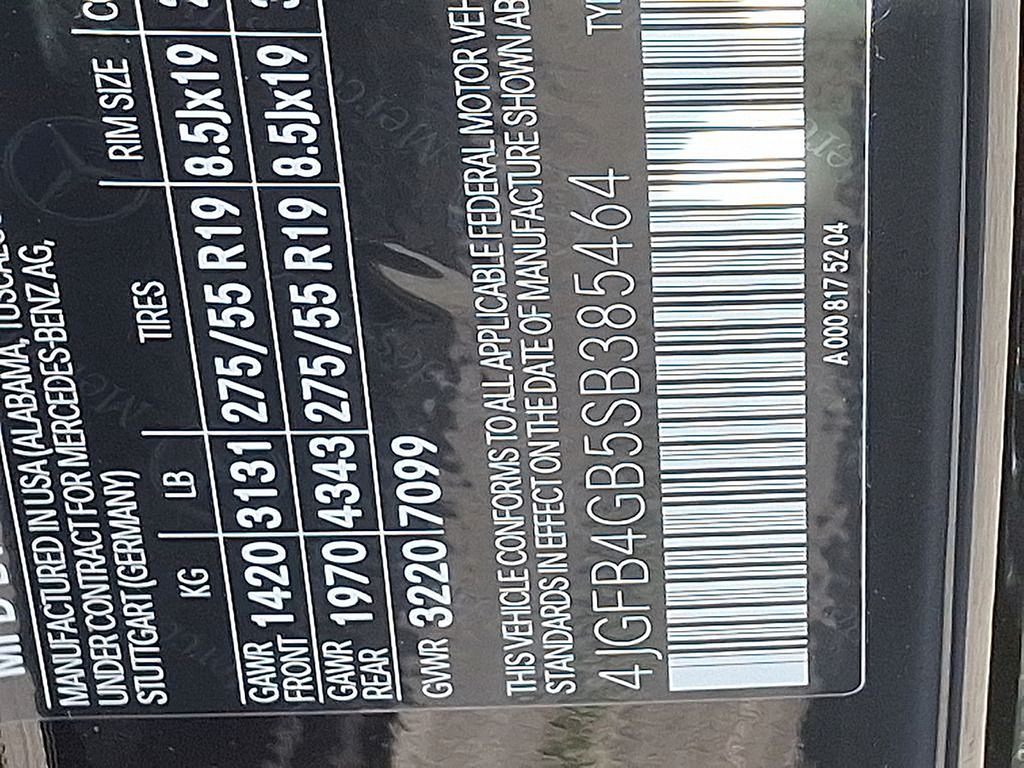 MANUFACTURED IN USA (ALABAMA,
UNDER CONTRACT FOR MERCEDES-BENZ AG,
STUTTGART (GERMANY)
KG LB TIRES RIM SIZE
GAWR FRONT 1420 3131 275/55 R19 8.5Jx19
GAWR REAR 1970 4343 275/55 R19 8.5Jx19
GVWR 3220 7099
THIS VEHICLE CONFORMS TO ALL APPLICABLE FEDERAL MOTOR VEH
STANDARDS IN EFFECT ON THE DATE OF MANUFACTURE SHOWN AB
4JGFB4GB5SB385464 TY
A 000 817 52 04